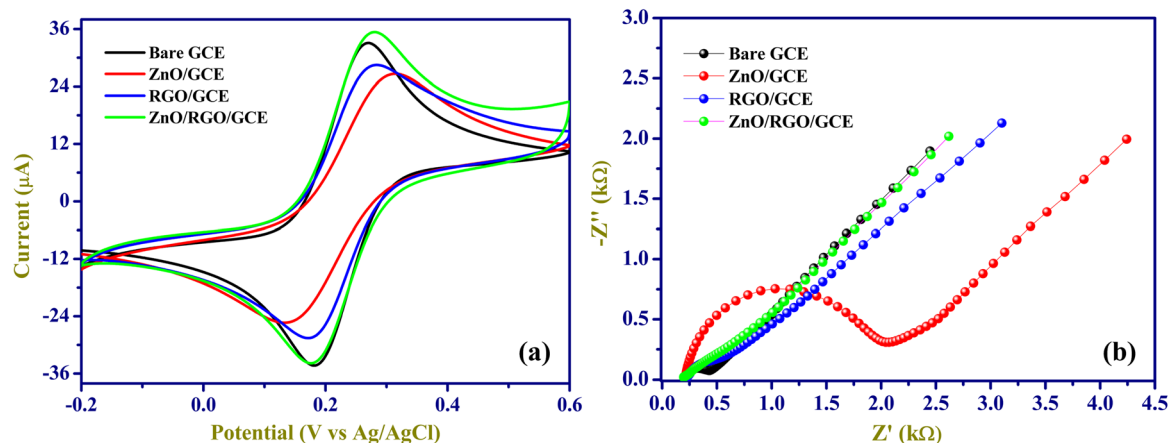 36
24
12
0
-12
-24
-36
Current (μA)
Bare GCE
ZnO/GCE
RGO/GCE
ZnO/RGO/GCE
(a)
-0.2
0.0
0.2
0.4
0.6
Potential (V vs Ag/AgCl)
3.0
2.5
2.0
1.5
1.0
0.5
0.0
-Z'' (kΩ)
Bare GCE
ZnO/GCE
RGO/GCE
ZnO/RGO/GCE
(b)
0.0
0.5
1.0
1.5
2.0
2.5
3.0
3.5
4.0
4.5
Z' (kΩ)